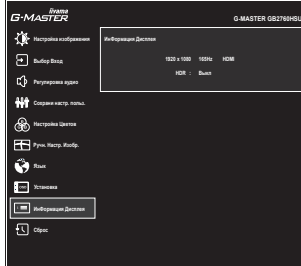 iiyama
G-MASTER
G-MASTER GB2760HSU
Настройка изображения
Выбор Вход
Регулировка аудио
Сохрани настр. польз.
Настройка Цветов
Ручн. Настр. Изобр.
Язык
Установка
Информация Дисплея
Сброс
Информация Дисплея
1920 x 1080 165Hz HDMI
HDR : Выкл